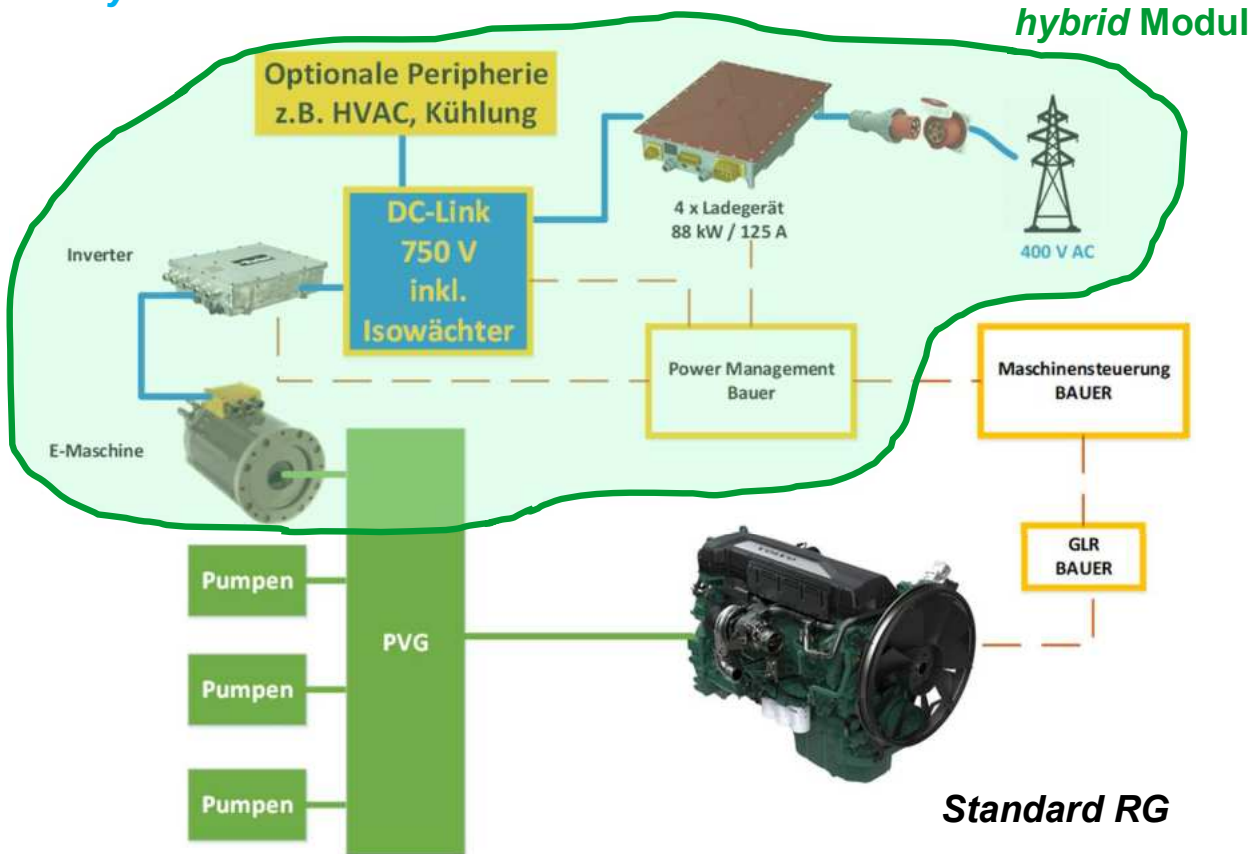 hybrid Modul
Optionale Peripherie
z.B. HVAC, Kühlung
DC-Link
750 V
inkl.
Isowächter
4 x Ladegerät
88 kW / 125 A
400 V AC
Inverter
Power Management
Bauer
Maschinensteuerung
BAUER
E-Maschine
GLR
BAUER
Pumpen
PVG
Pumpen
Pumpen
VOLVO
Standard RG